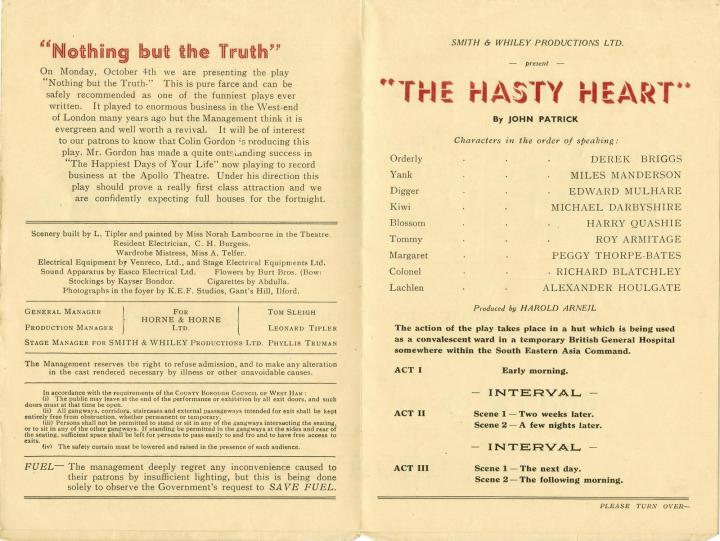 "Nothing but the Truth"
On Monday, October 4th we are presenting the play
"Nothing but the Truth." This is pure farce and can be
safely recommended as one of the funniest plays ever
written. It played to enormous business in the West-end
of London many years ago but the Management think it is
evergreen and well worth a revival. It will be of interest
to our patrons to know that Colin Gordon is producing this
play. Mr. Gordon has made a quite outstanding success in
"The Happiest Days of Your Life" now playing to record
business at the Apollo Theatre. Under his direction this
play should prove a really first class attraction and we
are confidently expecting full houses for the fortnight.
Scenery built by L. Tipler and painted by Miss Norah Lambourne in the Theatre.
Resident Electrician, C. H. Burgess.
Wardrobe Mistress, Miss A. Telfer.
Electrical Equipment by Venreco, Ltd., and Stage Electrical Equipments Ltd.
Sound Apparatus by Easco Electrical Ltd. Flowers by Burt Bros. (Bow)
Stockings by Kayser Bondor. Cigarettes by Abdulla.
Photographs in the foyer by K.E.F. Studios, Gant's Hill, Ilford.
GENERAL MANAGER FOR TOM SLEIGH
HORNE & HORNE
PRODUCTION MANAGER LTD. LEONARD TIPLER
STAGE MANAGER FOR SMITH & WHILEY PRODUCTIONS LTD. PHYLLIS TRUMAN
The Management reserves the right to refuse admission, and to make any alteration
in the cast rendered necessary by illness or other unavoidable causes.
In accordance with the requirements of the COUNTY BOROUGH COUNCIL OF WEST HAM :
(i) The public may leave at the end of the performance or exhibition by all exit doors, and such
doors must at that time be open.
(ii) All gangways, corridors, staircases and external passageways intended for exit shall be kept
entirely free from obstruction, whether permanent or temporary.
(iii) Persons shall not be permitted to stand or sit in any of the gangways intersecting the seating,
or to sit in any of the other gangways. If standing be permitted in the gangways at the sides and rear of
the seating, sufficient space shall be left for persons to pass easily to and fro and to have free access to
exits.
(iv) The safety curtain must be lowered and raised in the presence of each audience.
FUEL— The management deeply regret any inconvenience caused to
their patrons by insufficient lighting, but this is being done
solely to observe the Government's request to SAVE FUEL.
SMITH & WHILEY PRODUCTIONS LTD.
— present —
"THE HASTY HEART"
By JOHN PATRICK
Characters in the order of speaking :
Orderly . . . DEREK BRIGGS
Yank . . . MILES MANDERSON
Digger . . . EDWARD MULHARE
Kiwi . . . MICHAEL DARBYSHIRE
Blossom . . . HARRY QUASHIE
Tommy . . . ROY ARMITAGE
Margaret . . . PEGGY THORPE-BATES
Colonel . . . RICHARD BLATCHLEY
Lachlen . . . ALEXANDER HOULGATE
Produced by HAROLD ARNEIL
The action of the play takes place in a hut which is being used
as a convalescent ward in a temporary British General Hospital
somewhere within the South Eastern Asia Command.
ACT I Early morning.
— INTERVAL —
ACT II Scene 1 — Two weeks later.
Scene 2 — A few nights later.
— INTERVAL —
ACT III Scene 1 — The next day.
Scene 2 — The following morning.
PLEASE TURN OVER—